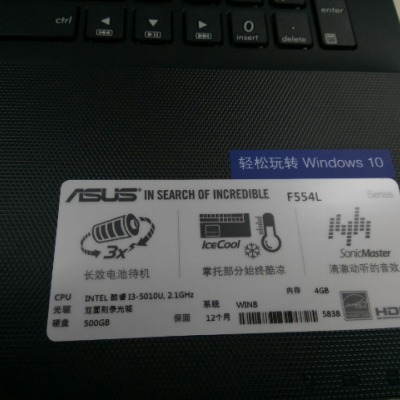 ctrl
0
insert
delete
enter
轻松玩转 Windows 10
ASUS IN SEARCH OF INCREDIBLE F554L Series
3x IceCool SonicMaster
长效电池待机 掌托部分始终酷凉 清澈动听的音效
CPU INTEL 酷睿 I3-5010U, 2.1GHz 系统 WIN8 内存 4GB
光驱 双面刻录光驱 保固 12个月 5838
硬盘 500GB